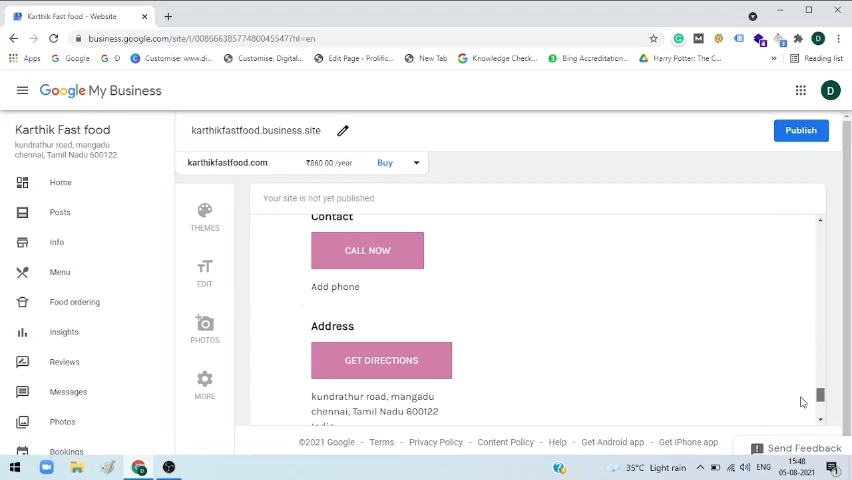 Karthik Fast food - Website
business.google.com/site/l/00866638577480045547?hl=en
Apps
Google
G D
Customise: www.di...
Customise: Digital...
Edit Page - Prolific...
New Tab
Knowledge Check...
Bing Accreditation...
Harry Potter: The C...
»
Reading list
Google My Business
D
Karthik Fast food
kundrathur road, mangadu
chennai, Tamil Nadu 600122
Home
Posts
Info
Menu
Food ordering
Insights
Reviews
Messages
Photos
Bookings
karthikfastfood.business.site
Publish
karthikfastfood.com
₹860.00 /year
Buy
THEMES
EDIT
PHOTOS
MORE
Your site is not yet published
Contact
CALL NOW
Add phone
Address
GET DIRECTIONS
kundrathur road, mangadu
chennai, Tamil Nadu 600122
India
©2021 Google
Terms
Privacy Policy
Content Policy
Help
Get Android app
Get iPhone app
Send Feedback
35°C Light rain
ENG
15:48
05-08-2021